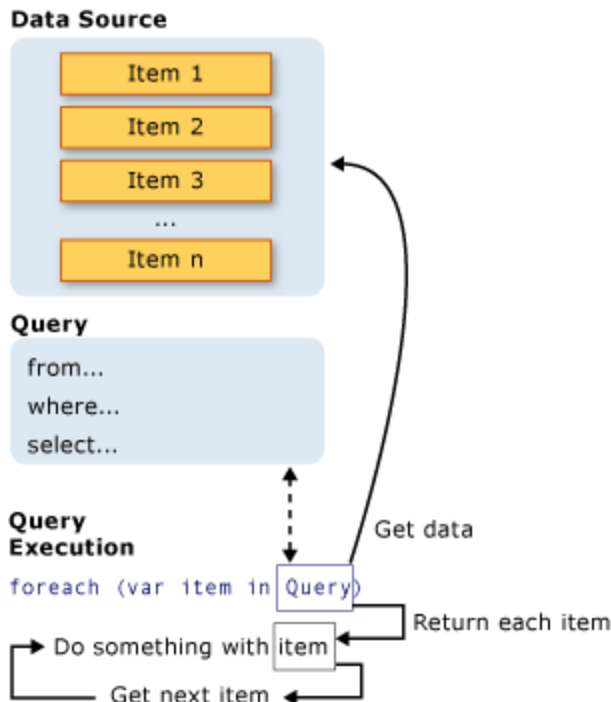 Data Source
Item 1
Item 2
Item 3
...
Item n
Query
from...
where...
select...
Query
Execution
Get data
foreach (var item in Query)
Return each item
Do something with item
Get next item